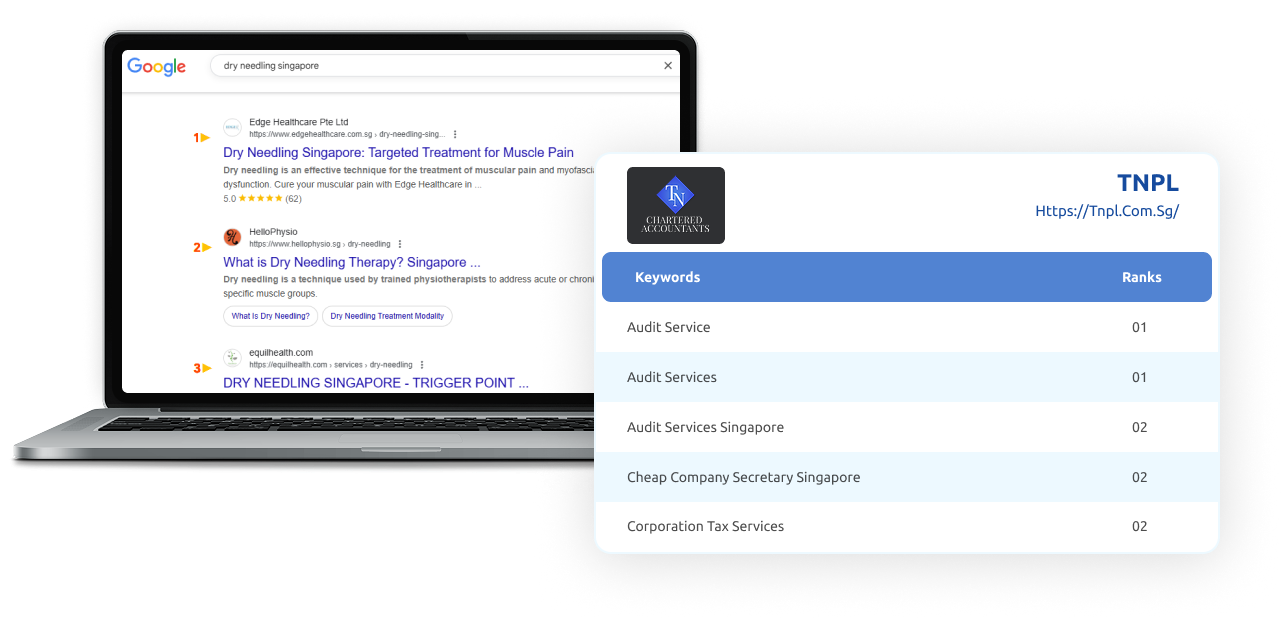 Google
dry needling singapore
1
Edge Healthcare Pte Ltd
https://www.edgehealthcare.com.sg › dry-needling-sing...
Dry Needling Singapore: Targeted Treatment for Muscle Pain
Dry needling is an effective technique for the treatment of muscular pain and myofasci
dysfunction. Cure your muscular pain with Edge Healthcare in ...
5.0 ★★★★★ (62)
2
HelloPhysio
https://www.hellophysio.sg › dry-needling
What is Dry Needling Therapy? Singapore ...
Dry needling is a technique used by trained physiotherapists to address acute or chroni
specific muscle groups.
What Is Dry Needling? Dry Needling Treatment Modality
3
equilhealth.com
https://equilhealth.com › services › dry-needling
DRY NEEDLING SINGAPORE - TRIGGER POINT ...
TN
CHARTERED
ACCOUNTANTS
TNPL
Https://Tnpl.Com.Sg/
Keywords Ranks
Audit Service 01
Audit Services 01
Audit Services Singapore 02
Cheap Company Secretary Singapore 02
Corporation Tax Services 02